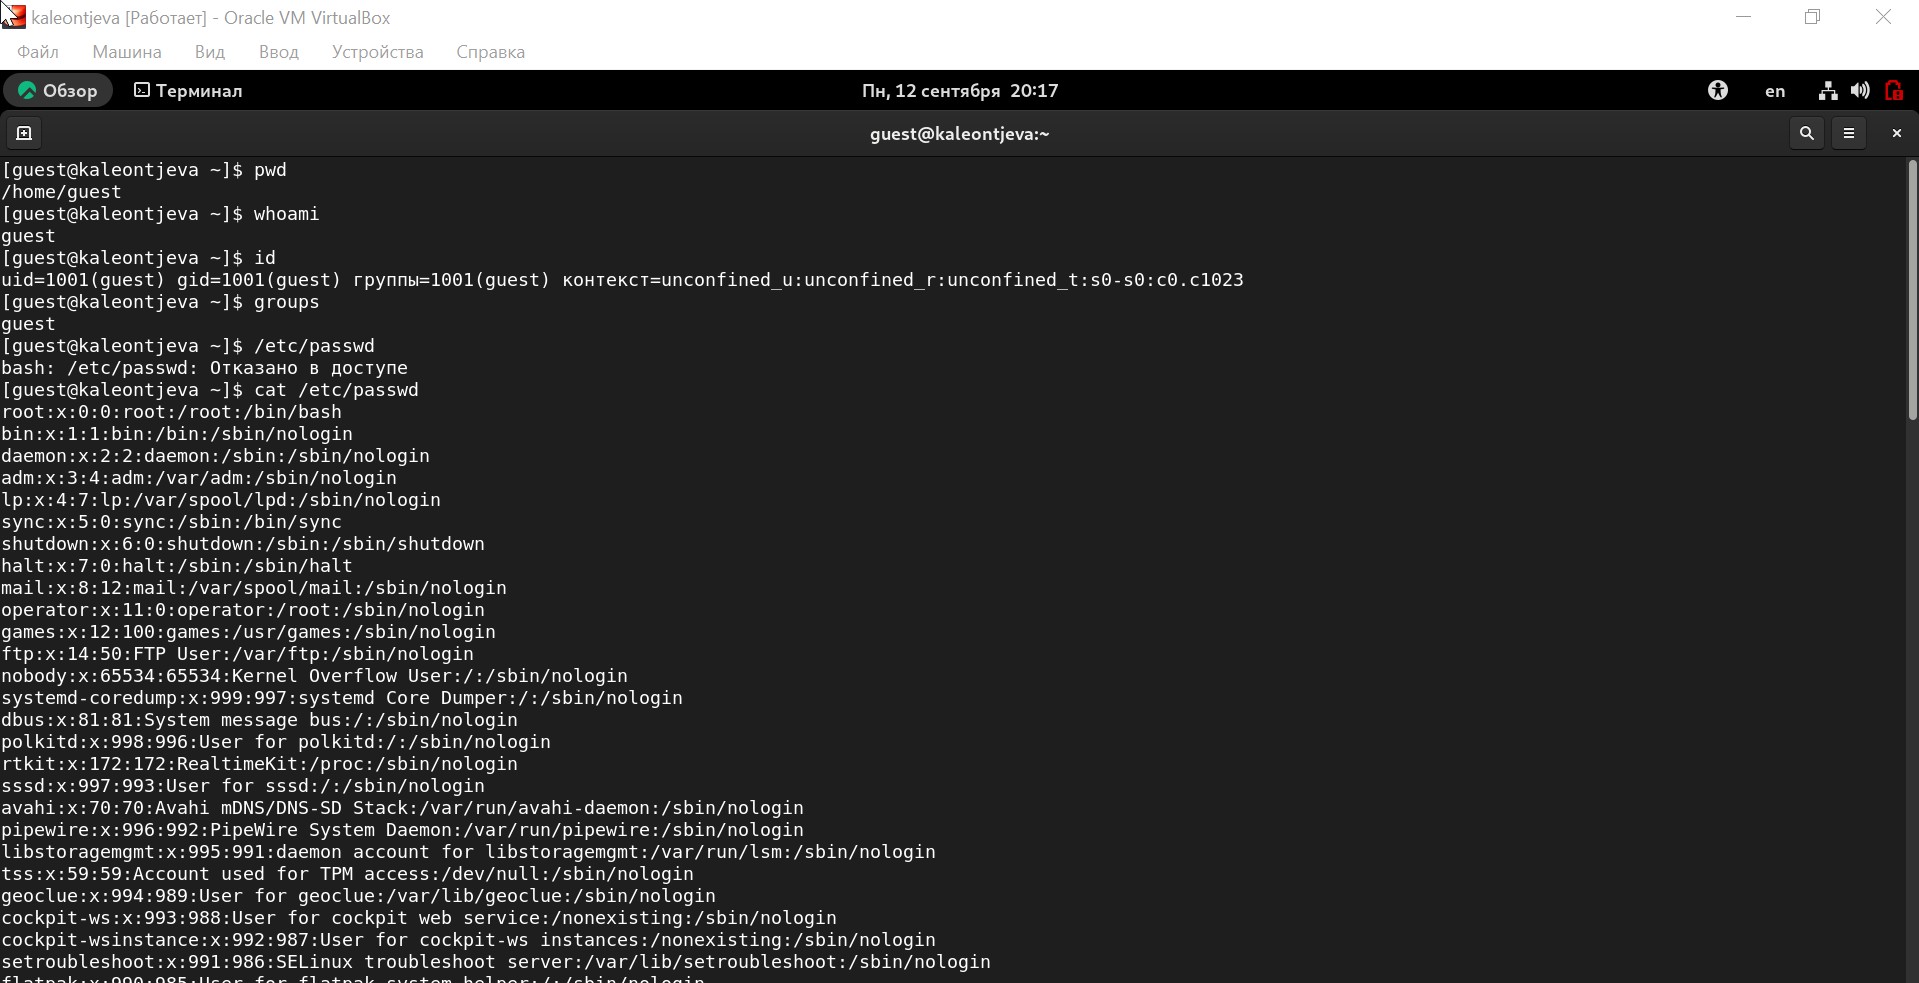 kaleontjeva [Работает] - Oracle VM VirtualBox
Файл Машина Вид Ввод Устройства Справка
Обзор Терминал Пн, 12 сентября 20:17 en
guest@kaleontjeva:~
[guest@kaleontjeva ~]$ pwd
/home/guest
[guest@kaleontjeva ~]$ whoami
guest
[guest@kaleontjeva ~]$ id
uid=1001(guest) gid=1001(guest) группы=1001(guest) контекст=unconfined_u:unconfined_r:unconfined_t:s0-s0:c0.c1023
[guest@kaleontjeva ~]$ groups
guest
[guest@kaleontjeva ~]$ /etc/passwd
bash: /etc/passwd: Отказано в доступе
[guest@kaleontjeva ~]$ cat /etc/passwd
root:x:0:0:root:/root:/bin/bash
bin:x:1:1:bin:/bin:/sbin/nologin
daemon:x:2:2:daemon:/sbin:/sbin/nologin
adm:x:3:4:adm:/var/adm:/sbin/nologin
lp:x:4:7:lp:/var/spool/lpd:/sbin/nologin
sync:x:5:0:sync:/sbin:/bin/sync
shutdown:x:6:0:shutdown:/sbin:/sbin/shutdown
halt:x:7:0:halt:/sbin:/sbin/halt
mail:x:8:12:mail:/var/spool/mail:/sbin/nologin
operator:x:11:0:operator:/root:/sbin/nologin
games:x:12:100:games:/usr/games:/sbin/nologin
ftp:x:14:50:FTP User:/var/ftp:/sbin/nologin
nobody:x:65534:65534:Kernel Overflow User:/:/sbin/nologin
systemd-coredump:x:999:997:systemd Core Dumper:/:/sbin/nologin
dbus:x:81:81:System message bus:/:/sbin/nologin
polkitd:x:998:996:User for polkitd:/:/sbin/nologin
rtkit:x:172:172:RealtimeKit:/proc:/sbin/nologin
sssd:x:997:993:User for sssd:/:/sbin/nologin
avahi:x:70:70:Avahi mDNS/DNS-SD Stack:/var/run/avahi-daemon:/sbin/nologin
pipewire:x:996:992:PipeWire System Daemon:/var/run/pipewire:/sbin/nologin
libstoragemgmt:x:995:991:daemon account for libstoragemgmt:/var/run/lsm:/sbin/nologin
tss:x:59:59:Account used for TPM access:/dev/null:/sbin/nologin
geoclue:x:994:989:User for geoclue:/var/lib/geoclue:/sbin/nologin
cockpit-ws:x:993:988:User for cockpit web service:/nonexisting:/sbin/nologin
cockpit-wsinstance:x:992:987:User for cockpit-ws instances:/nonexisting:/sbin/nologin
setroubleshoot:x:991:986:SELinux troubleshoot server:/var/lib/setroubleshoot:/sbin/nologin
flatpak:x:990:985:User for flatpak system helper:/:/sbin/nologin